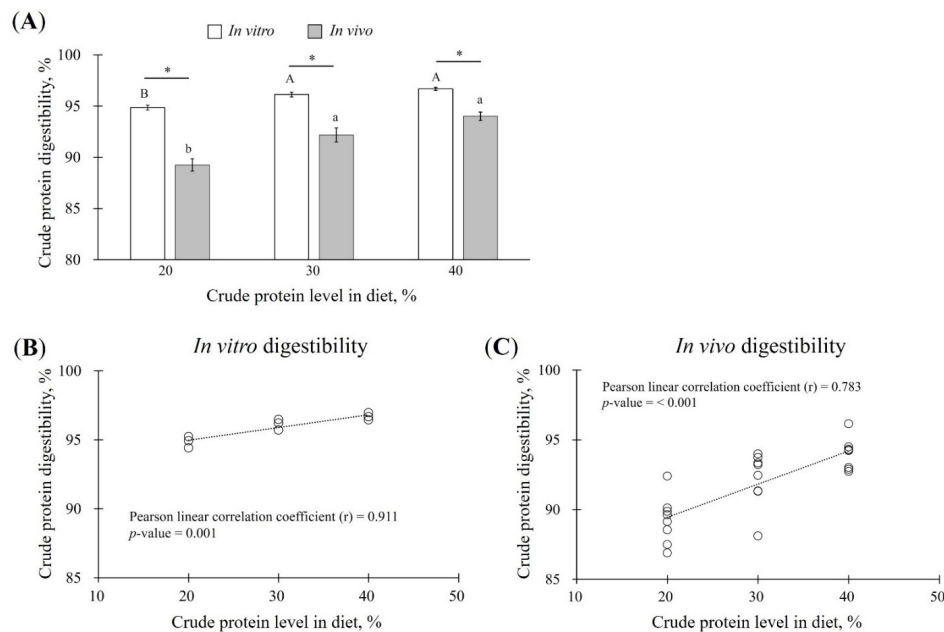 (A)
In vitro In vivo
Crude protein digestibility, %
100
95
90
85
80
* * *
B b A a A a
20 30 40
Crude protein level in diet, %
(B)
In vitro digestibility
Crude protein digestibility, %
100
95
90
85
Pearson linear correlation coefficient (r) = 0.911
p-value = 0.001
10 20 30 40 50
Crude protein level in diet, %
(C)
In vivo digestibility
Crude protein digestibility, %
100
95
90
85
Pearson linear correlation coefficient (r) = 0.783
p-value = < 0.001
10 20 30 40 50
Crude protein level in diet, %